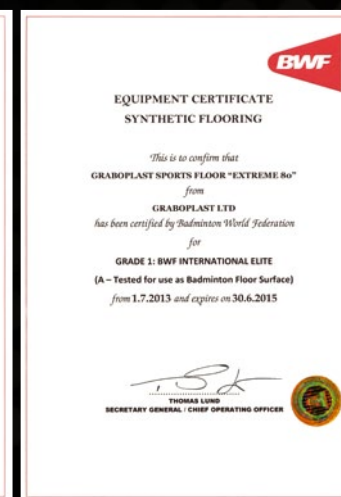 BWF
EQUIPMENT CERTIFICATE
SYNTHETIC FLOORING
This is to confirm that
GRABOPLAST SPORTS FLOOR "EXTREME 80"
from
GRABOPLAST LTD
has been certified by Badminton World Federation
for
GRADE 1: BWF INTERNATIONAL ELITE
(A – Tested for use as Badminton Floor Surface)
from 1.7.2013 and expires on 30.6.2015
THOMAS LUND
SECRETARY GENERAL / CHIEF OPERATING OFFICER